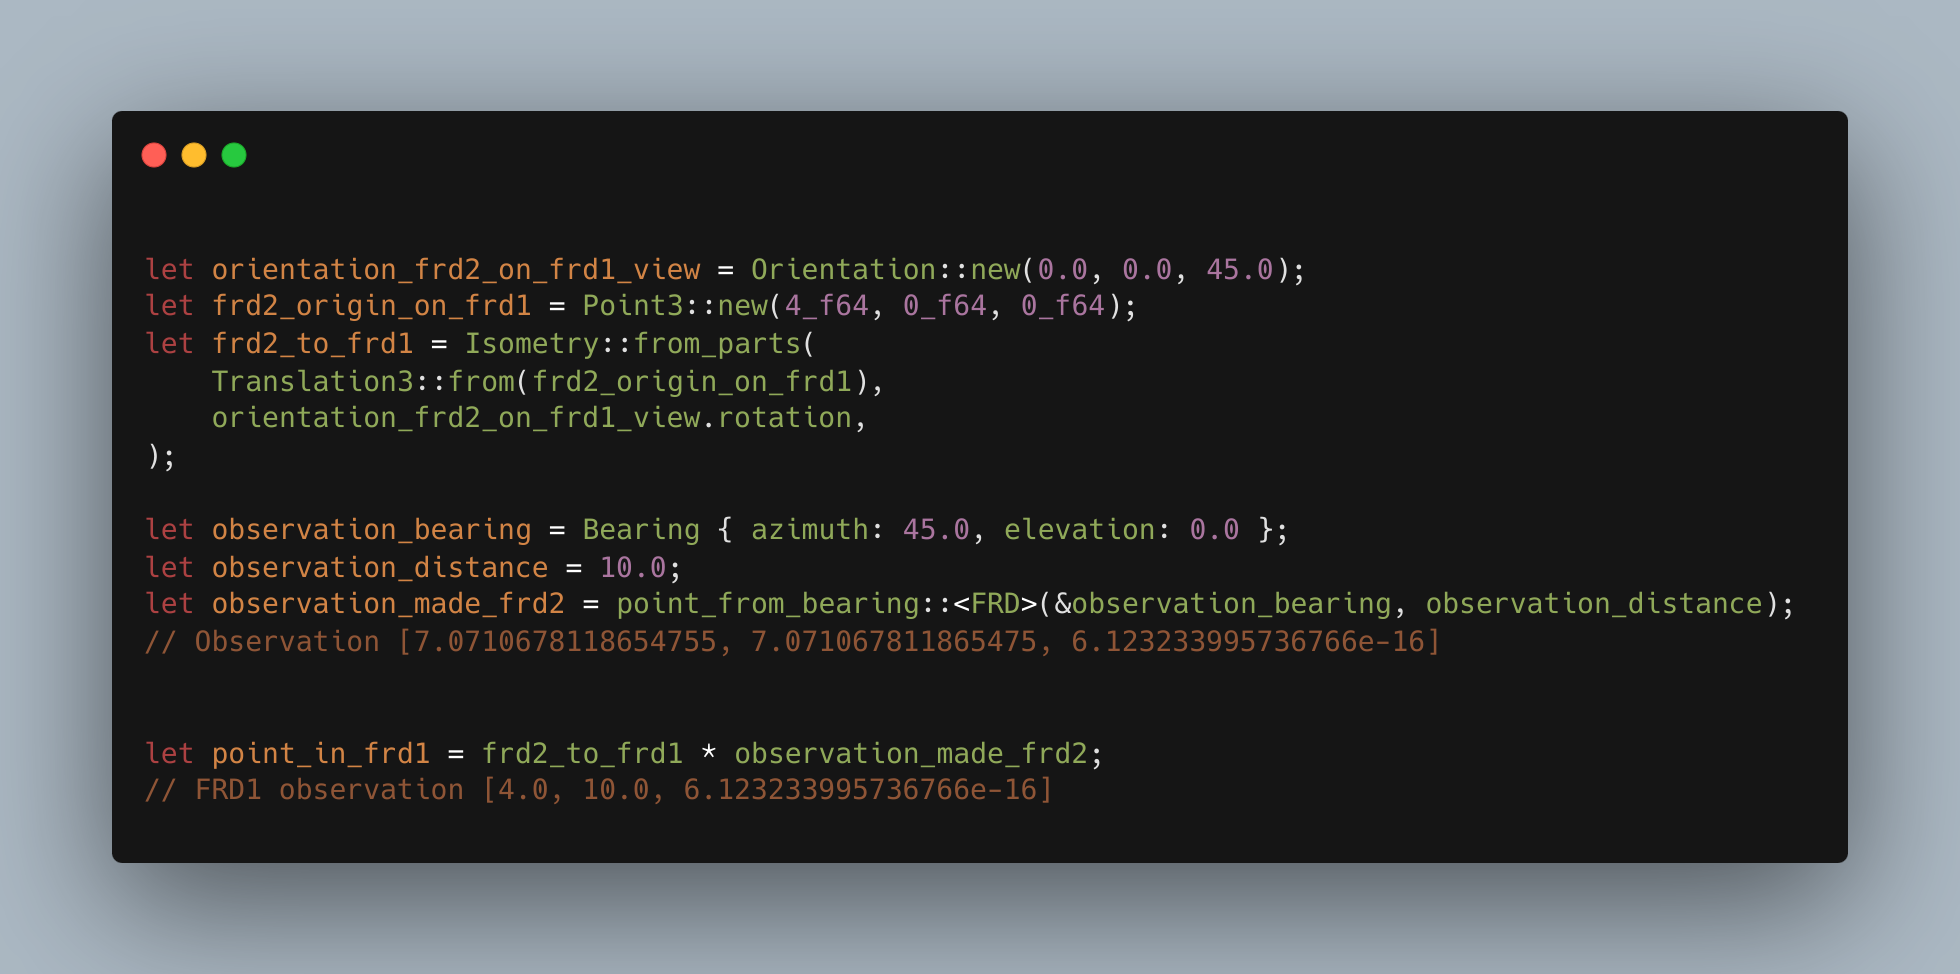 let orientation_frd2_on_frd1_view = Orientation::new(0.0, 0.0, 45.0);
let frd2_origin_on_frd1 = Point3::new(4_f64, 0_f64, 0_f64);
let frd2_to_frd1 = Isometry::from_parts(
    Translation3::from(frd2_origin_on_frd1),
    orientation_frd2_on_frd1_view.rotation,
);
let observation_bearing = Bearing { azimuth: 45.0, elevation: 0.0 };
let observation_distance = 10.0;
let observation_made_frd2 = point_from_bearing::<FRD>(&observation_bearing, observation_distance);
// Observation [7.0710678118654755, 7.071067811865475, 6.123233995736766e-16]
let point_in_frd1 = frd2_to_frd1 * observation_made_frd2;
// FRD1 observation [4.0, 10.0, 6.123233995736766e-16]